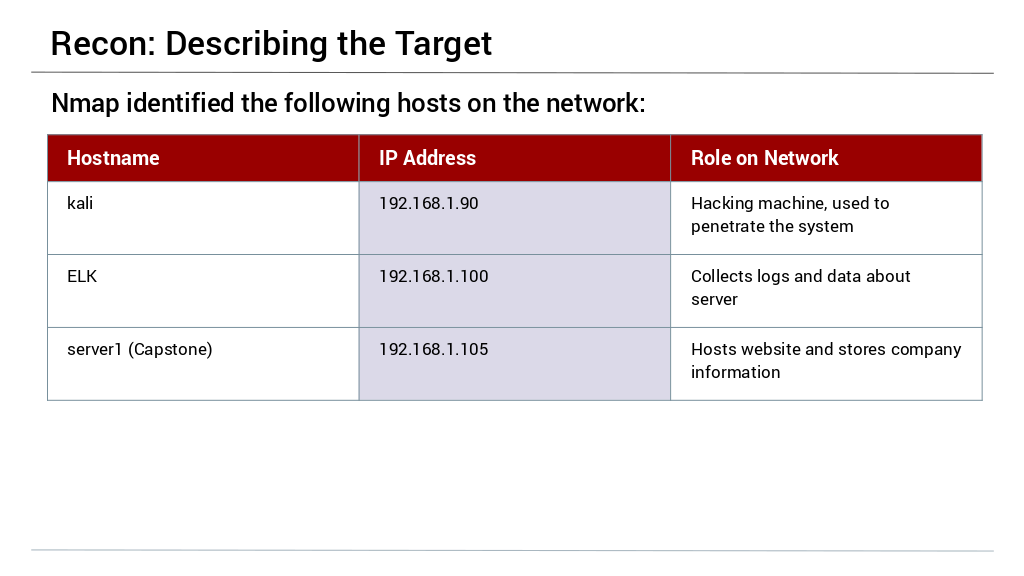 Recon: Describing the Target
Nmap identified the following hosts on the network:
Hostname IP Address Role on Network
kali 192.168.1.90 Hacking machine, used to
penetrate the system
ELK 192.168.1.100 Collects logs and data about
server
server1 (Capstone) 192.168.1.105 Hosts website and stores company
information